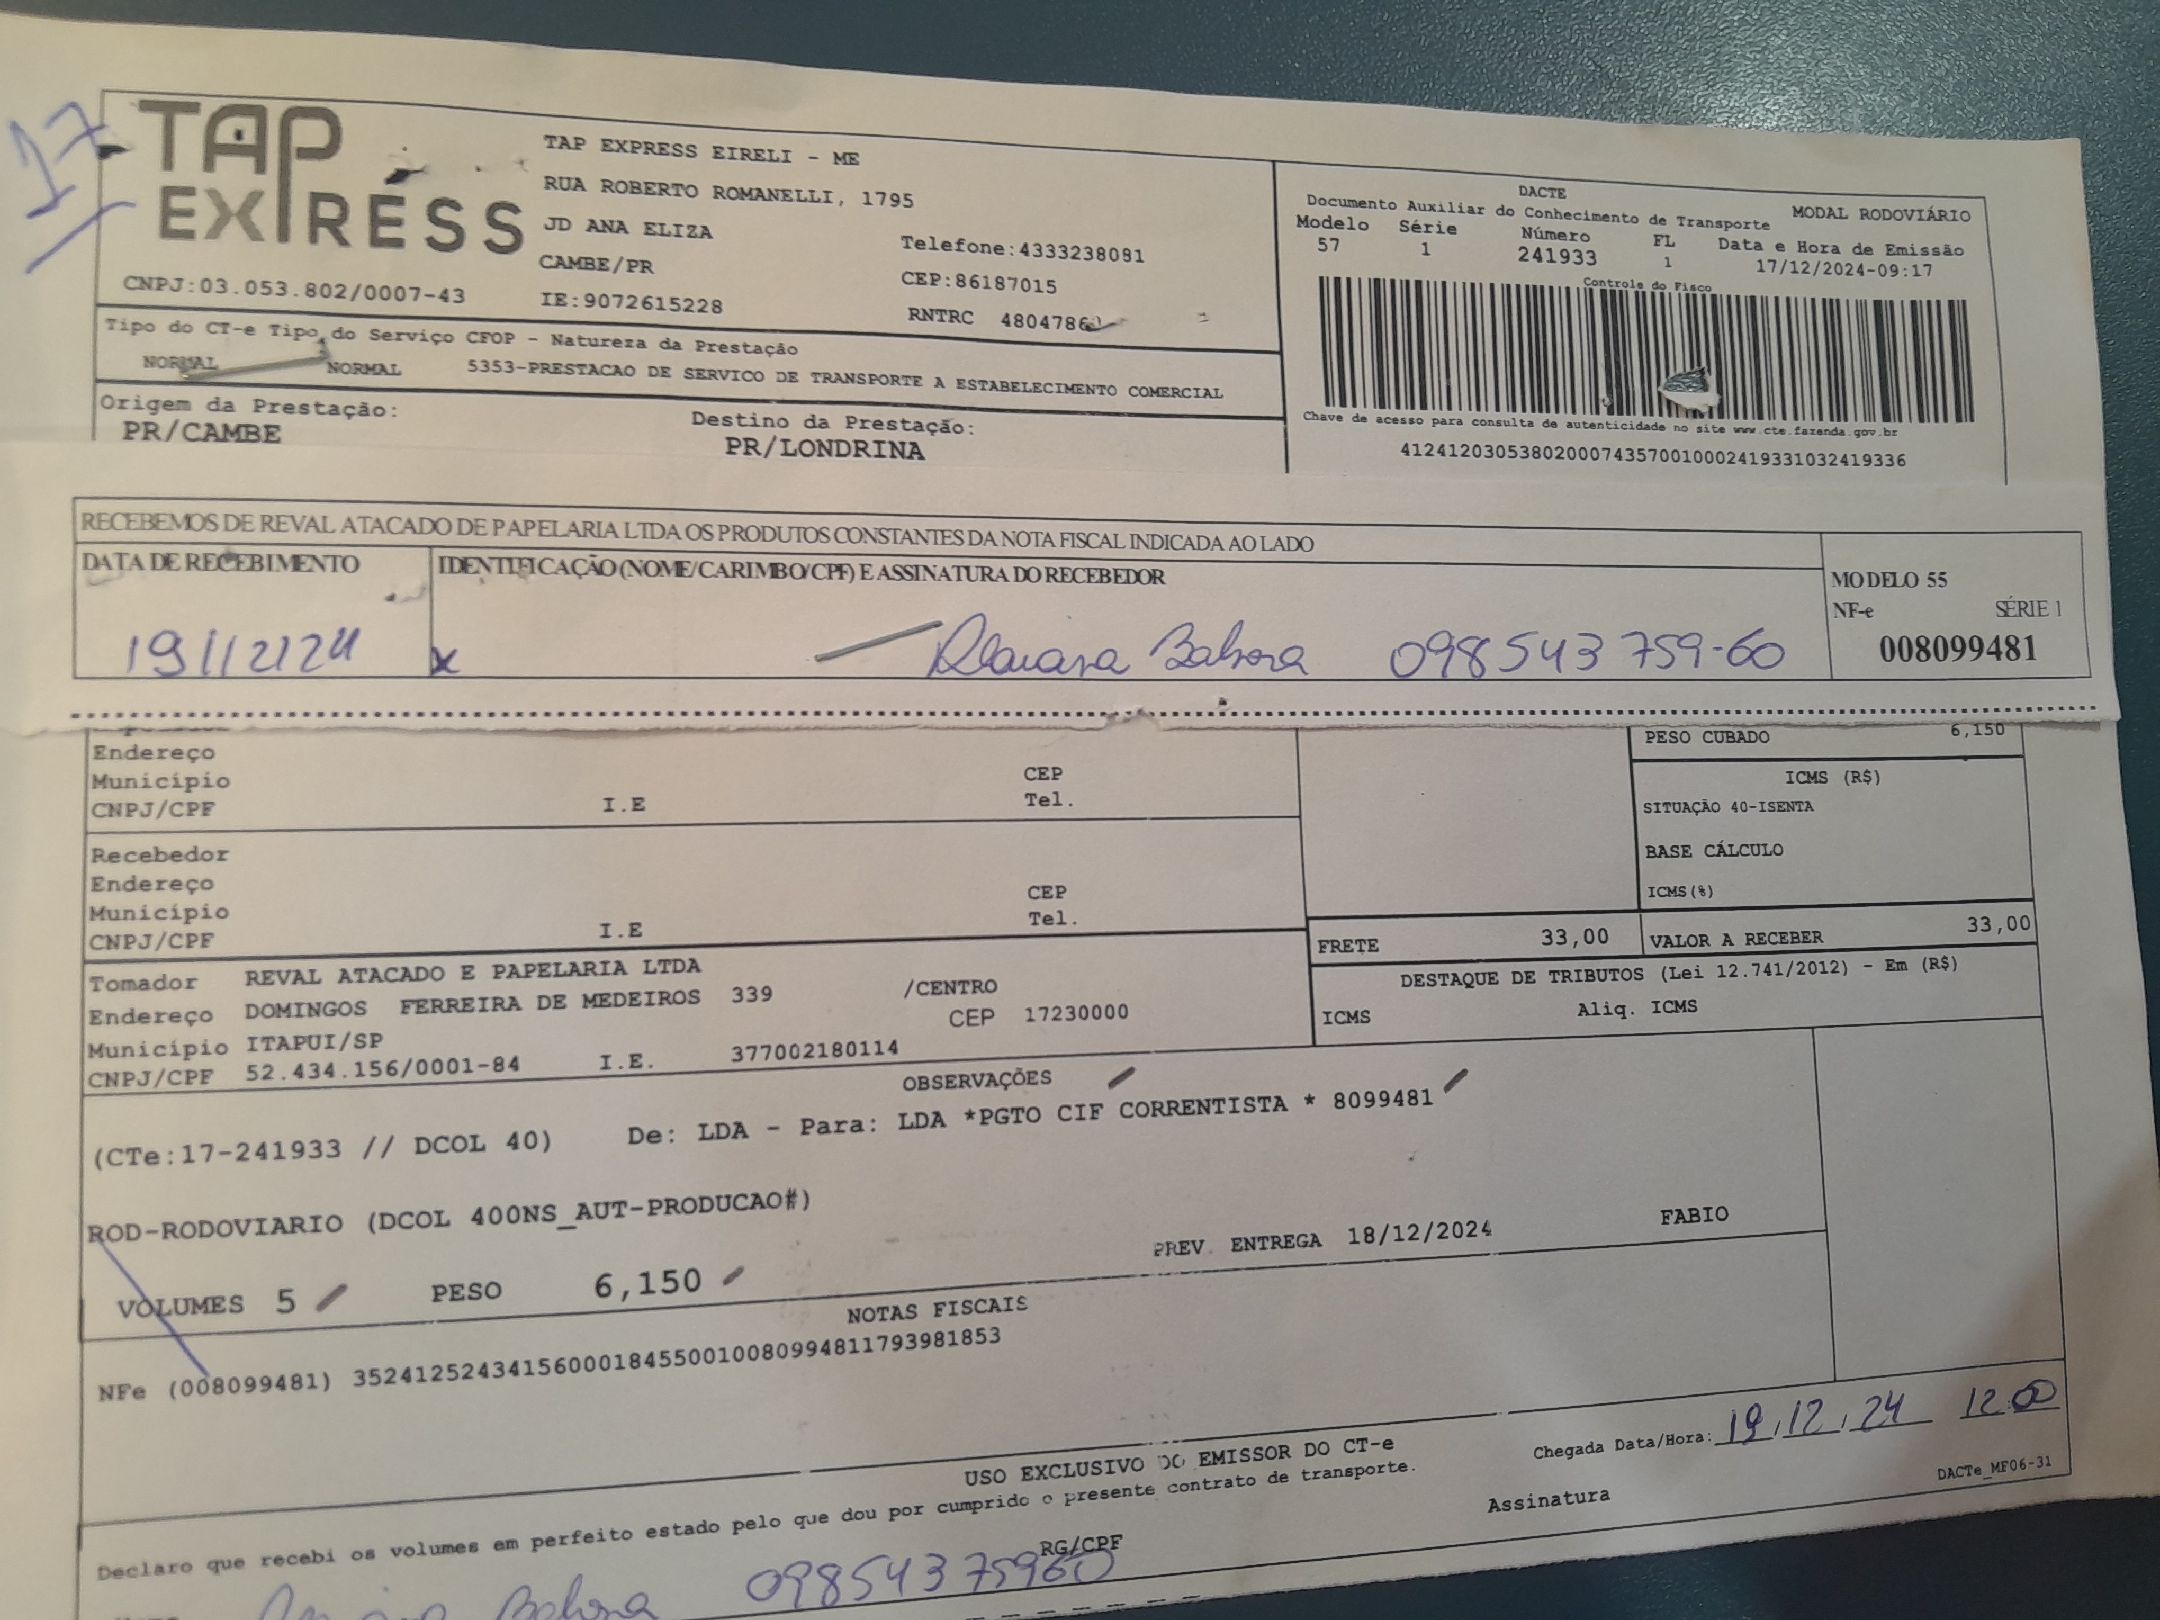 17
TAP
EXPRESS
TAP EXPRESS EIRELI - ME
RUA ROBERTO ROMANELLI, 1795
JD ANA ELIZA
Telefone:4333238081
CAMBE/PR
CEP:86187015
CNPJ:03.053.802/0007-43
IE:9072615228
RNTRC 4804786
DACTE
Documento Auxiliar do Conhecimento de Transporte
MODAL RODOVIÁRIO
Modelo Série Número FL Data e Hora de Emissão
57 1 241933 1 17/12/2024-09:17
Controle do Fisco
Tipo do CT-e Tipo do Serviço CFOP - Natureza da Prestação
NORMAL NORMAL 5353-PRESTACAO DE SERVICO DE TRANSPORTE A ESTABELECIMENTO COMERCIAL
Chave de acesso para consulta de autenticidade no site www.cte.fazenda.gov.br
41241203053802000743570010002419331032419336
Origem da Prestação: Destino da Prestação:
PR/CAMBE PR/LONDRINA
RECEBEMOS DE REVAL ATACADO DE PAPELARIA LTDA OS PRODUTOS CONSTANTES DA NOTA FISCAL INDICADA AO LADO
DATA DE RECEBIMENTO IDENTIFICAÇÃO (NOME/CARIMBO/CPF) E ASSINATURA DO RECEBEDOR
MODELO 55
NF-e SÉRIE 1
008099481
19/12/24 x 098543759-60
Endereço
Município CEP
CNPJ/CPF I.E Tel.
PESO CUBADO 6,150
ICMS (R$)
SITUAÇÃO 40-ISENTA
BASE CÁLCULO
ICMS(%)
Recebedor
Endereço
Município CEP
CNPJ/CPF I.E Tel.
FRETE 33,00 VALOR A RECEBER 33,00
Tomador REVAL ATACADO E PAPELARIA LTDA
Endereço DOMINGOS FERREIRA DE MEDEIROS 339 /CENTRO
Município ITAPUI/SP CEP 17230000
CNPJ/CPF 52.434.156/0001-84 I.E. 377002180114
DESTAQUE DE TRIBUTOS (Lei 12.741/2012) - Em (R$)
ICMS Aliq. ICMS
OBSERVAÇÕES
(CTe:17-241933 // DCOL 40) De: LDA - Para: LDA *PGTO CIF CORRENTISTA * 8099481
ROD-RODOVIARIO (DCOL 400NS_AUT-PRODUCAO#)
PREV. ENTREGA 18/12/2024 FABIO
VOLUMES 5 PESO 6,150
NOTAS FISCAIS
NFe (008099481) 35241252434156000184550010080994811793981853
USO EXCLUSIVO DO EMISSOR DO CT-e
Chegada Data/Hora: 19,12,24 12:00
DACTe_MF06-31
Declaro que recebi os volumes em perfeito estado pelo que dou por cumprido o presente contrato de transporte.
RG/CPF Assinatura
09854375960